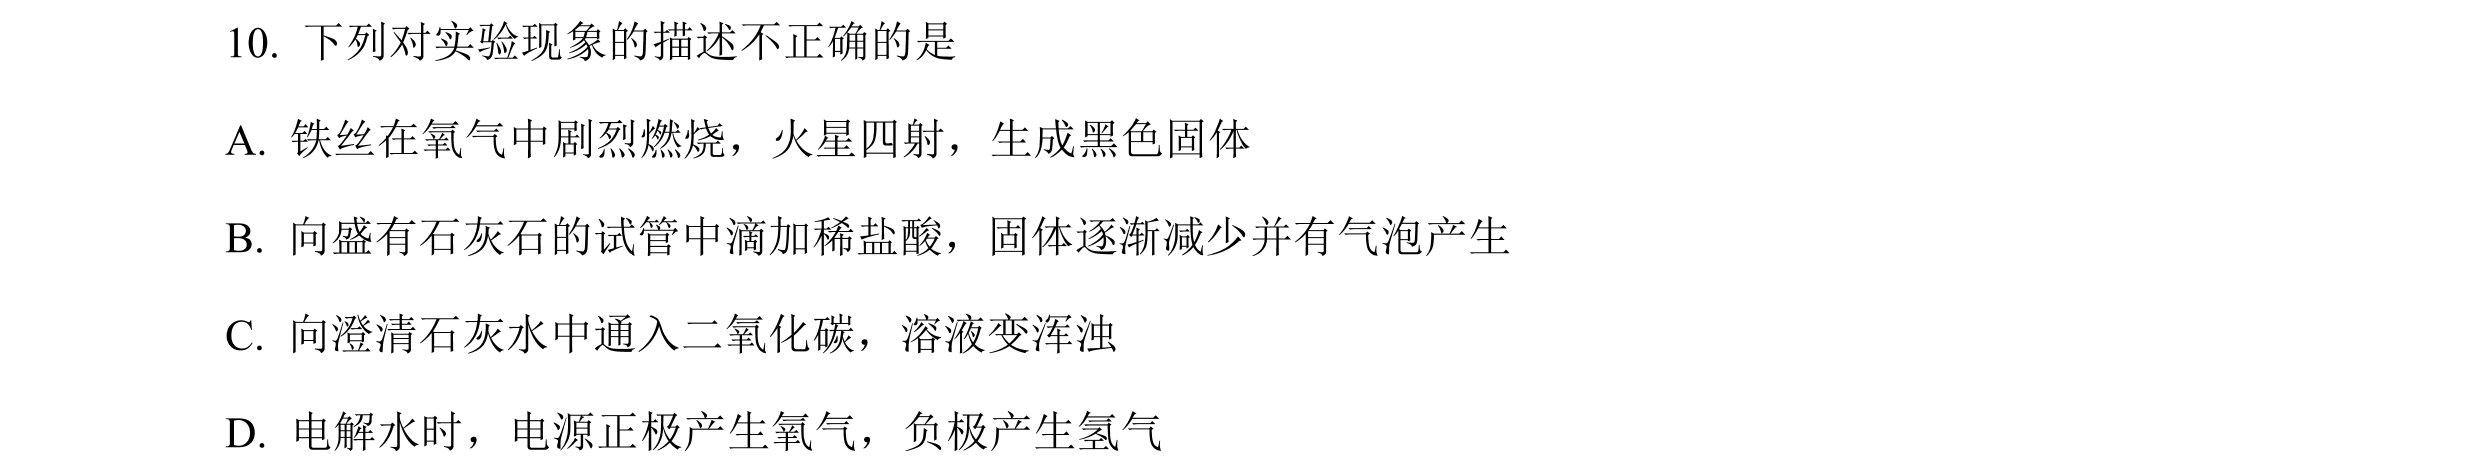 10. 下列对实验现象的描述不正确的是
A. 铁丝在氧气中剧烈燃烧，火星四射，生成黑色固体
B. 向盛有石灰石的试管中滴加稀盐酸，固体逐渐减少并有气泡产生
C. 向澄清石灰水中通入二氧化碳，溶液变浑浊
D. 电解水时，电源正极产生氧气，负极产生氢气